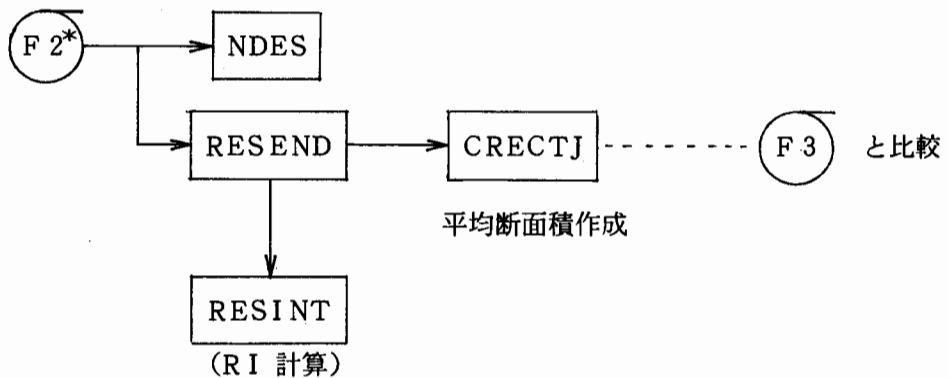 F2* NDES
RESEND CRECTJ F3 と比較
平均断面積作成
RESINT
(RI 計算)